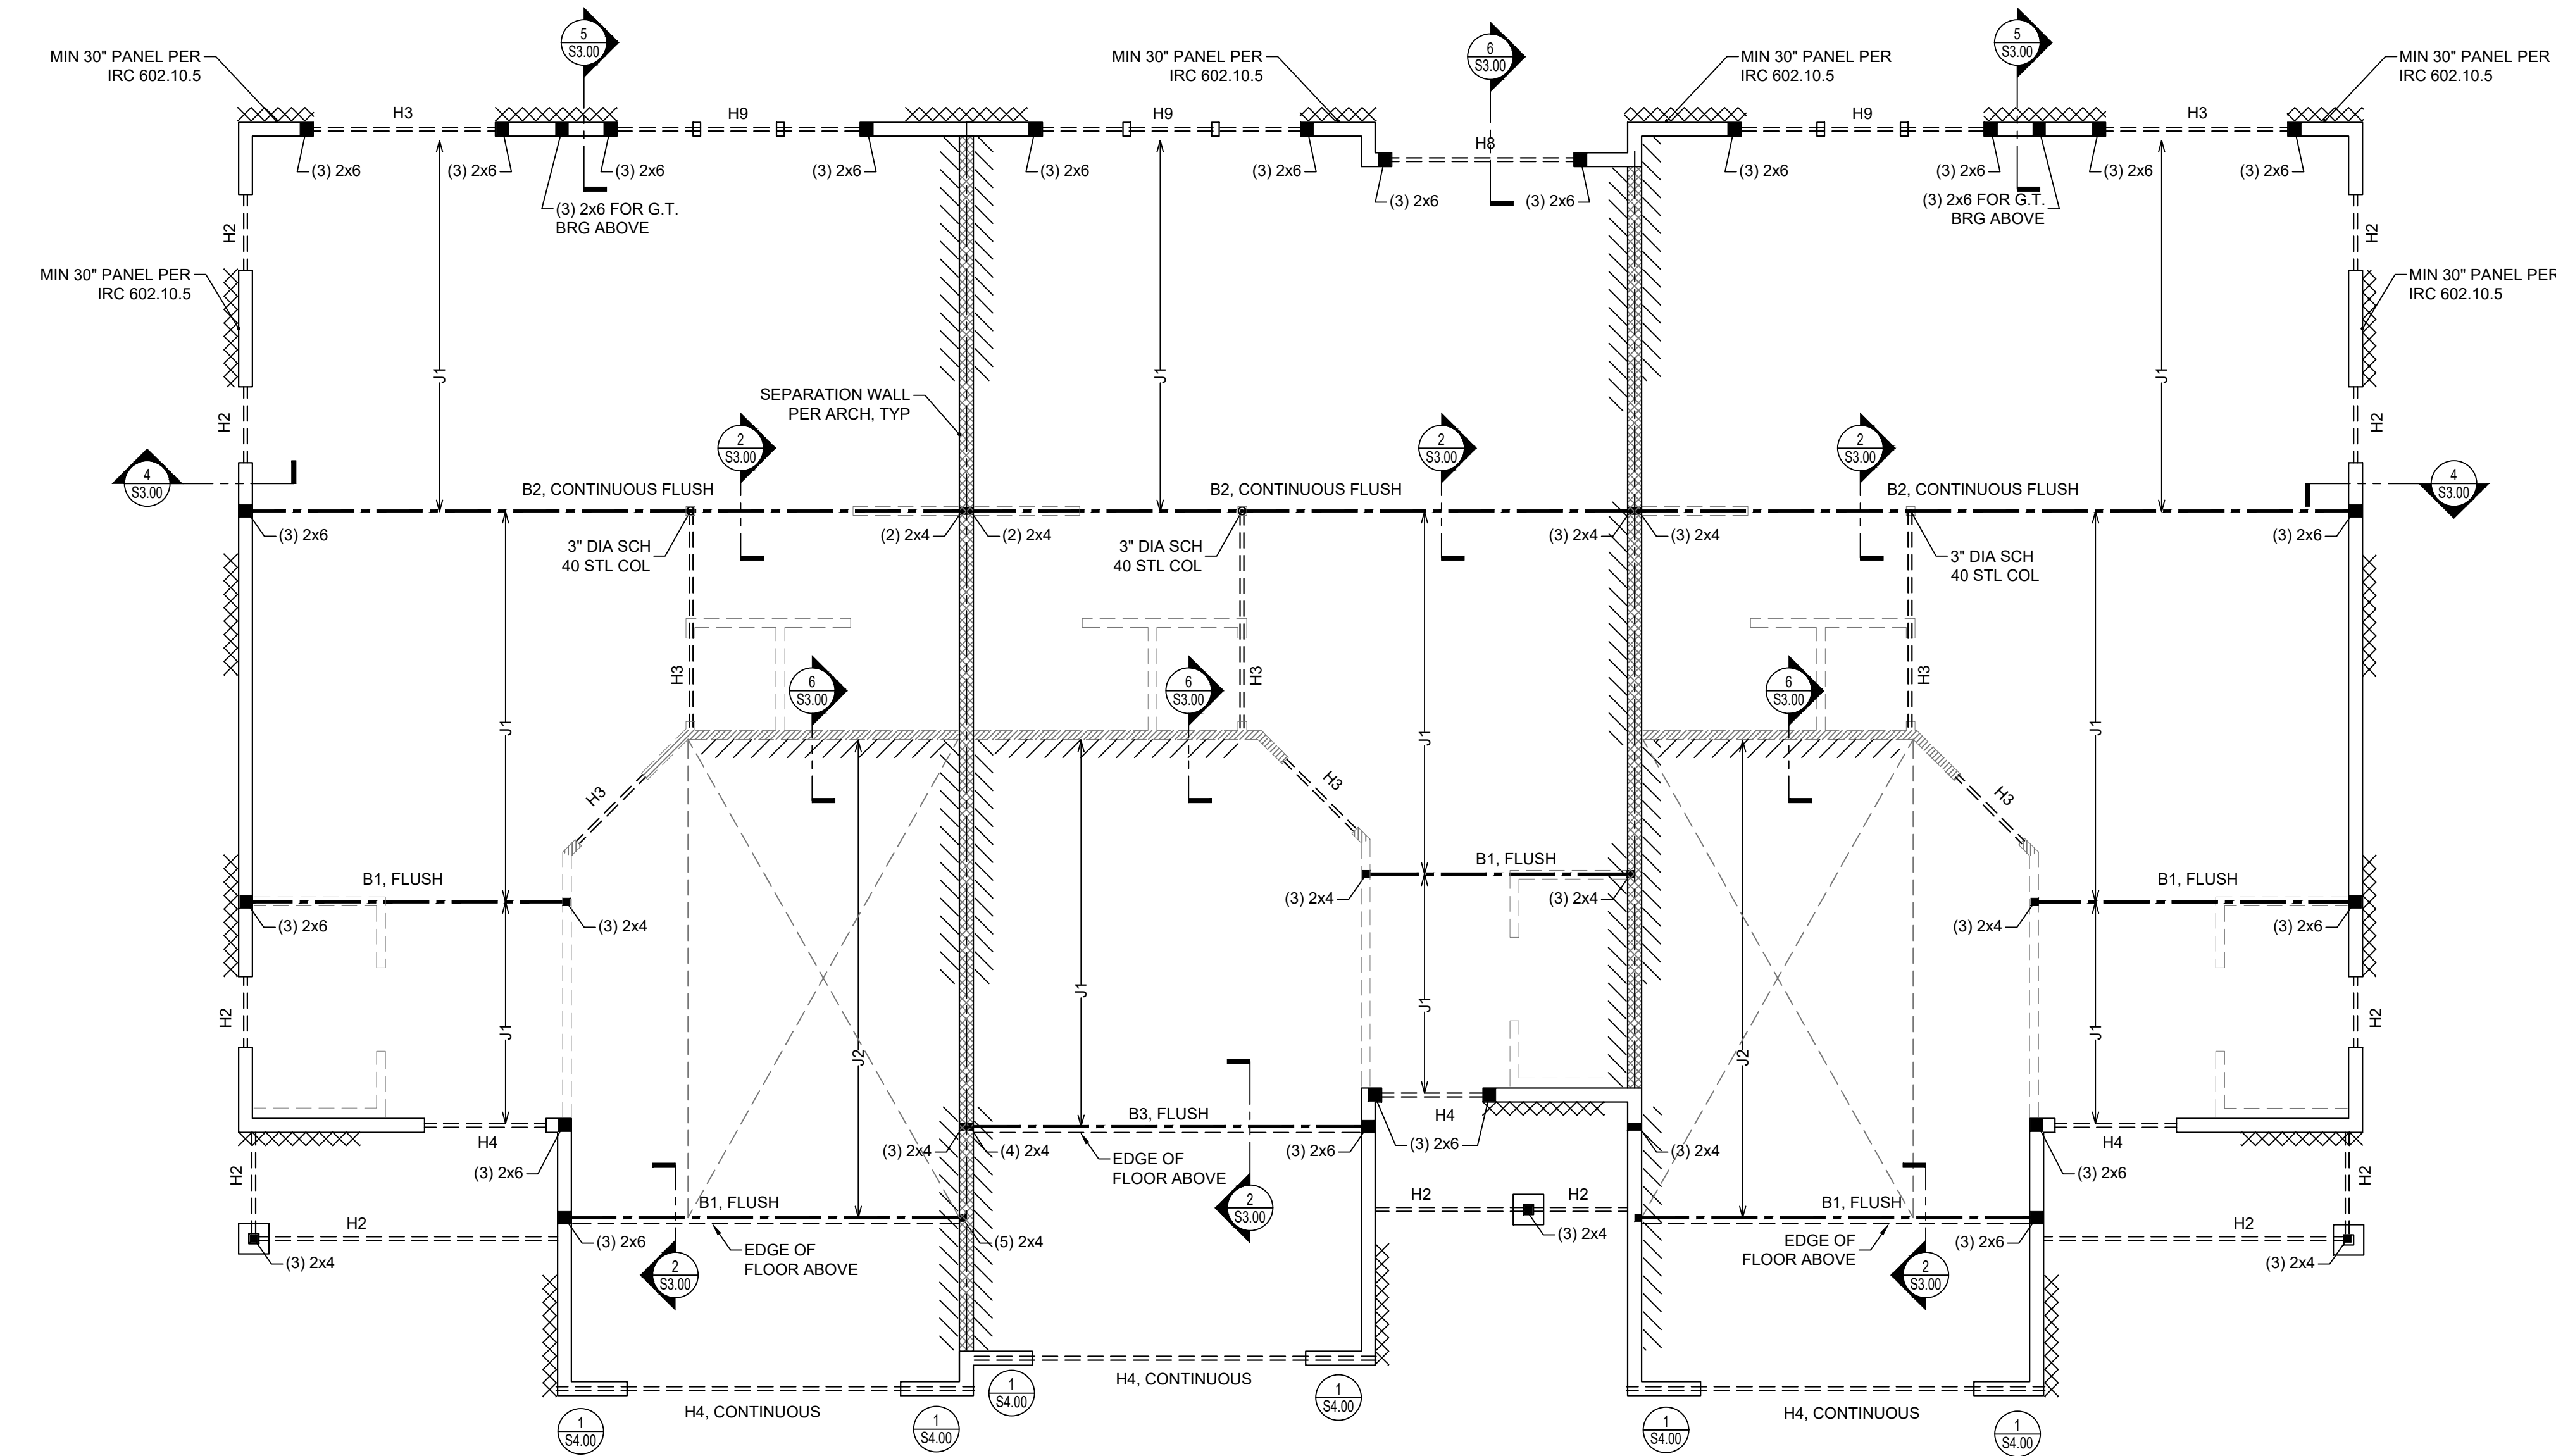 5
S3.00
6
S3.00
5
S3.00
MIN 30" PANEL PER
IRC 602.10.5
MIN 30" PANEL PER
IRC 602.10.5
MIN 30" PANEL PER
IRC 602.10.5
MIN 30" PANEL PER
IRC 602.10.5
H3
H9
H9
H8
H9
H3
(3) 2x6
(3) 2x6
(3) 2x6
(3) 2x6
(3) 2x6
(3) 2x6
(3) 2x6
(3) 2x6
(3) 2x6
(3) 2x6
(3) 2x6
(3) 2x6
(3) 2x6 FOR G.T.
BRG ABOVE
(3) 2x6 FOR G.T.
BRG ABOVE
H2
H2
MIN 30" PANEL PER
IRC 602.10.5
MIN 30" PANEL PER
IRC 602.10.5
J1
J1
J1
SEPARATION WALL
PER ARCH, TYP
H2
H2
2
S3.00
2
S3.00
2
S3.00
4
S3.00
4
S3.00
B2, CONTINUOUS FLUSH
B2, CONTINUOUS FLUSH
B2, CONTINUOUS FLUSH
(3) 2x6
3" DIA SCH
40 STL COL
(2) 2x4
(2) 2x4
3" DIA SCH
40 STL COL
(3) 2x4
(3) 2x4
3" DIA SCH
40 STL COL
(3) 2x6
H3
H3
H3
6
S3.00
6
S3.00
6
S3.00
J1
J1
J1
H3
H3
H3
B1, FLUSH
B1, FLUSH
B1, FLUSH
(3) 2x6
(3) 2x4
(3) 2x4
(3) 2x4
(3) 2x4
(3) 2x6
H2
J1
J2
J1
J1
J2
J1
H2
H4
B3, FLUSH
H4
H4
(3) 2x6
(3) 2x4
(4) 2x4
EDGE OF
FLOOR ABOVE
(3) 2x6
(3) 2x6
(3) 2x4
(3) 2x6
H2
H2
H2
B1, FLUSH
2
S3.00
H2
H2
B1, FLUSH
H2
(3) 2x4
(3) 2x6
EDGE OF
FLOOR ABOVE
(5) 2x4
(3) 2x4
EDGE OF
FLOOR ABOVE
(3) 2x6
(3) 2x4
2
S3.00
2
S3.00
H4, CONTINUOUS
H4, CONTINUOUS
H4, CONTINUOUS
1
S4.00
1
S4.00
1
S4.00
1
S4.00
1
S4.00
1
S4.00